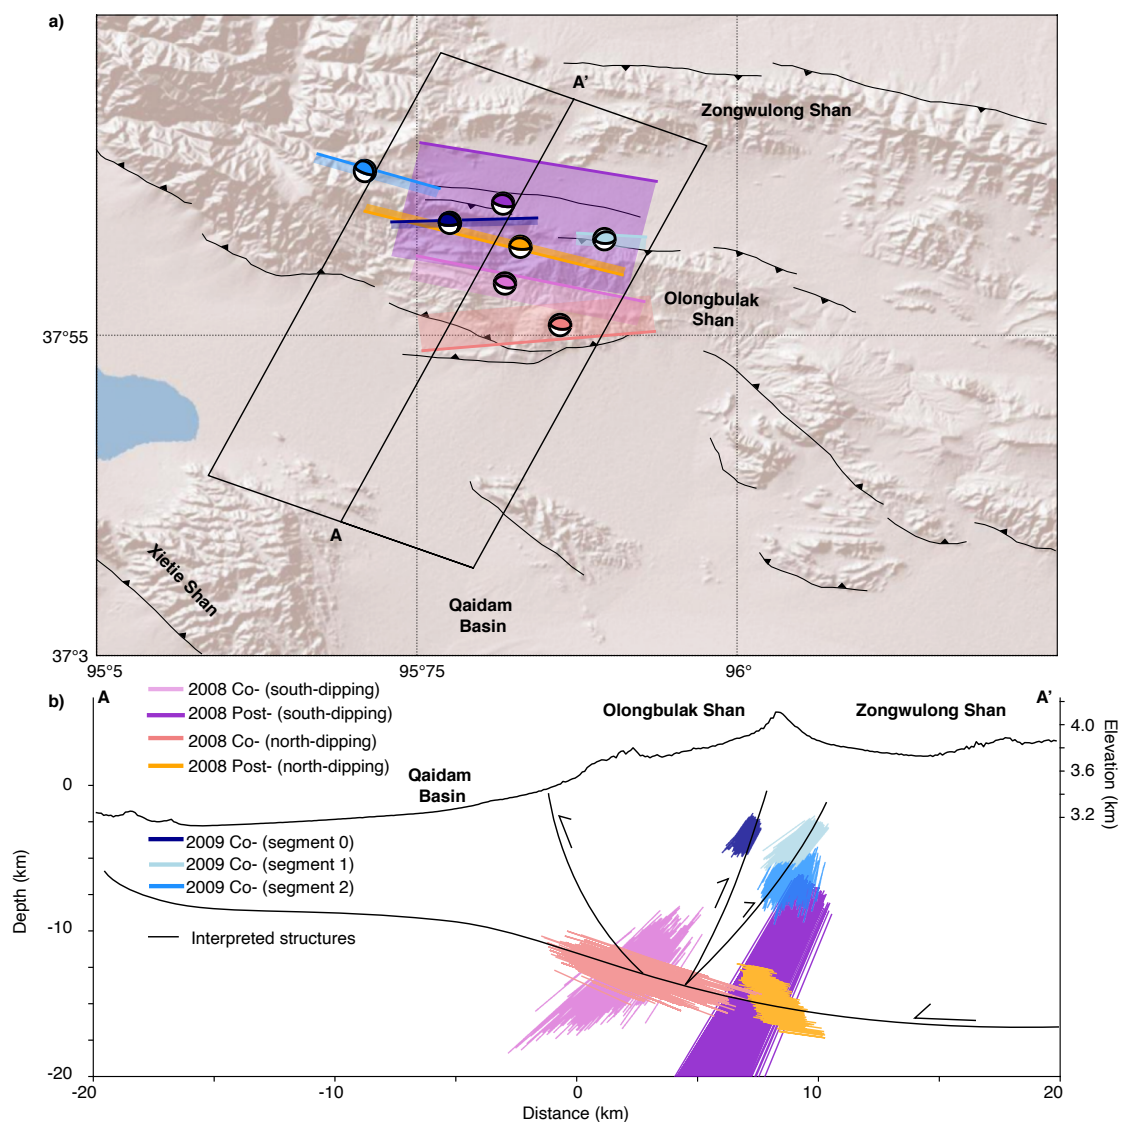 a)
A'
Zongwulong Shan
Olongbulak
Shan
37°55
A
Xietie Shan
Qaidam
Basin
37°3
95°5
95°75
96°
b)
A
A'
2008 Co- (south-dipping)
2008 Post- (south-dipping)
2008 Co- (north-dipping)
2008 Post- (north-dipping)
Olongbulak Shan
Zongwulong Shan
Qaidam
Basin
4.0
3.6
3.2
Elevation (km)
0
-10
-20
Depth (km)
2009 Co- (segment 0)
2009 Co- (segment 1)
2009 Co- (segment 2)
Interpreted structures
-20
-10
0
10
20
Distance (km)